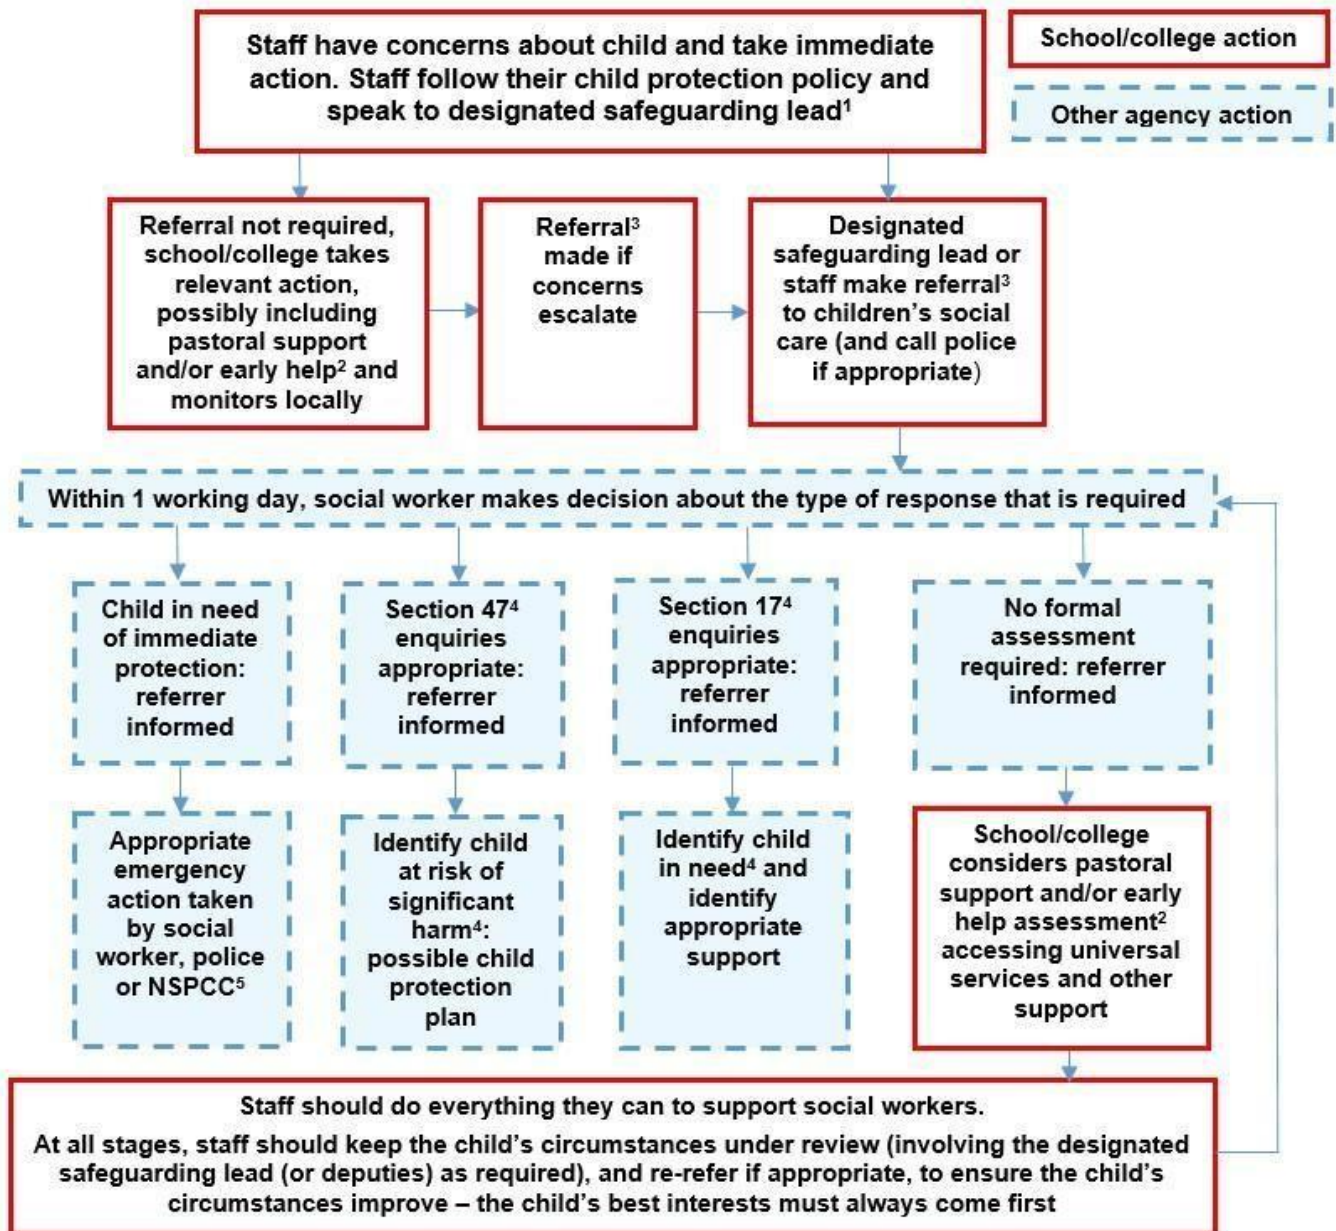 Staff have concerns about child and take immediate
action. Staff follow their child protection policy and
speak to designated safeguarding lead¹
School/college action
Other agency action
Referral not required,
school/college takes
relevant action,
possibly including
pastoral support
and/or early help² and
monitors locally
Referral³
made if
concerns
escalate
Designated
safeguarding lead or
staff make referral³
to children’s social
care (and call police
if appropriate)
Within 1 working day, social worker makes decision about the type of response that is required
Child in need
of immediate
protection:
referrer
informed
Section 47⁴
enquiries
appropriate:
referrer
informed
Section 17⁴
enquiries
appropriate:
referrer
informed
No formal
assessment
required: referrer
informed
Appropriate
emergency
action taken
by social
worker, police
or NSPCC⁵
Identify child
at risk of
significant
harm⁴:
possible child
protection
plan
Identify child
in need⁴ and
identify
appropriate
support
School/college
considers pastoral
support and/or early
help assessment²
accessing universal
services and other
support
Staff should do everything they can to support social workers.
At all stages, staff should keep the child’s circumstances under review (involving the designated
safeguarding lead (or deputies) as required), and re-refer if appropriate, to ensure the child’s
circumstances improve – the child’s best interests must always come first